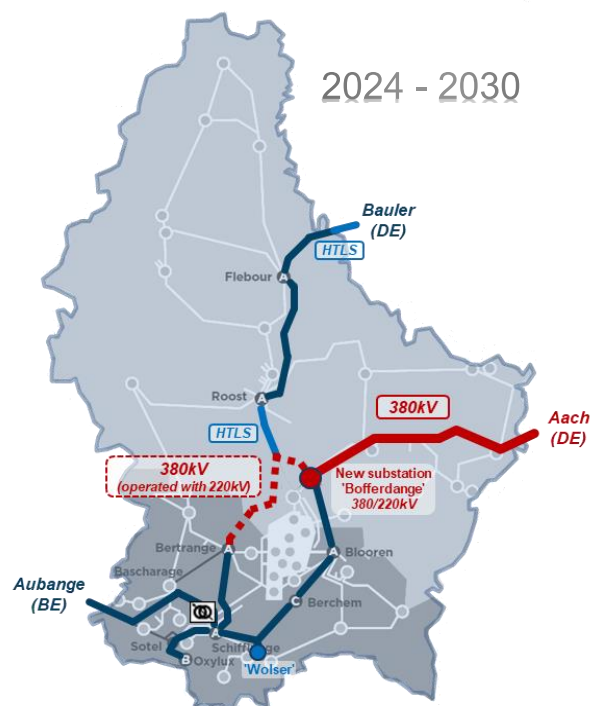 2024 - 2030
Bauler
(DE)
HTLS
Flebour
A
Roost
A
380kV
Aach
(DE)
HTLS
380kV
(operated with 220kV)
New substation
'Bofferdange'
380/220kV
Bertrange
A
A
Blooren
Bascharage
Aubange
(BE)
C
Berchem
A
Sotel
Schifflange
B
Oxylux
'Wolser'